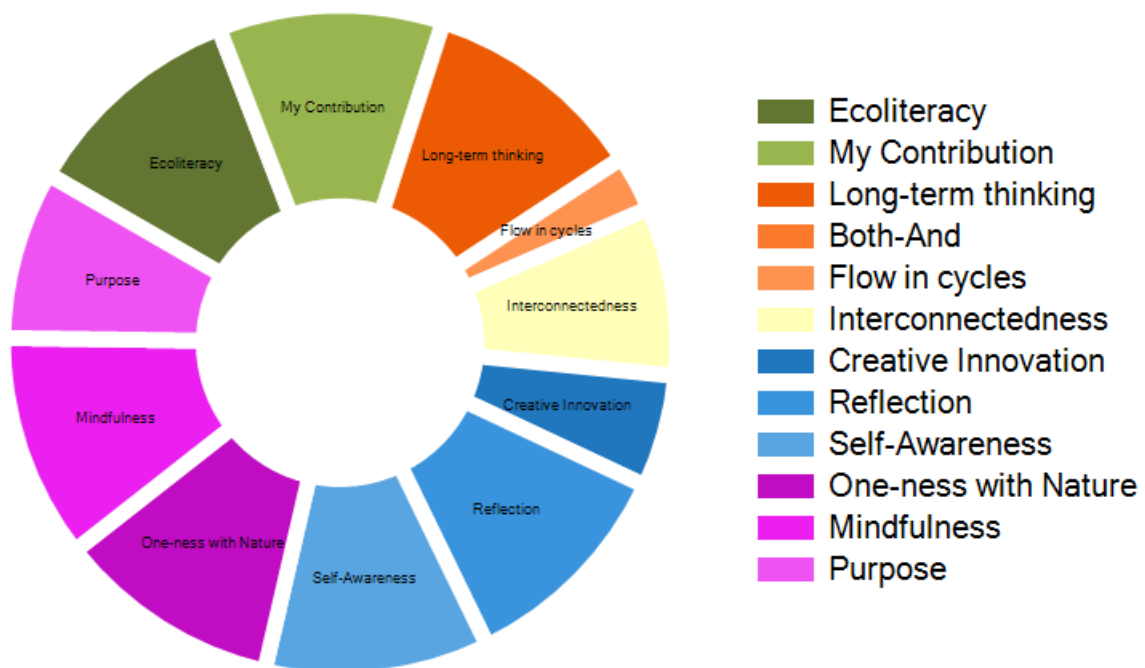 My Contribution
Long-term thinking
Ecoliteracy
Flow in cycles
Purpose
Interconnectedness
Creative Innovation
Mindfulness
Reflection
One-ness with Nature
Self-Awareness
Ecoliteracy
My Contribution
Long-term thinking
Both-And
Flow in cycles
Interconnectedness
Creative Innovation
Reflection
Self-Awareness
One-ness with Nature
Mindfulness
Purpose